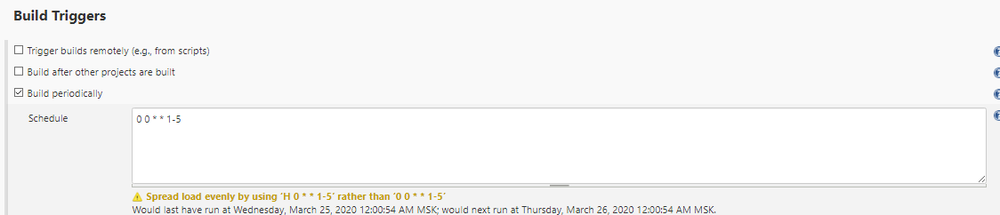 Build Triggers
Trigger builds remotely (e.g., from scripts)
Build after other projects are built
Build periodically
Schedule
0 0 * * 1-5
Spread load evenly by using ‘H 0 * * 1-5’ rather than ‘0 0 * * 1-5’
Would last have run at Wednesday, March 25, 2020 12:00:54 AM MSK; would next run at Thursday, March 26, 2020 12:00:54 AM MSK.